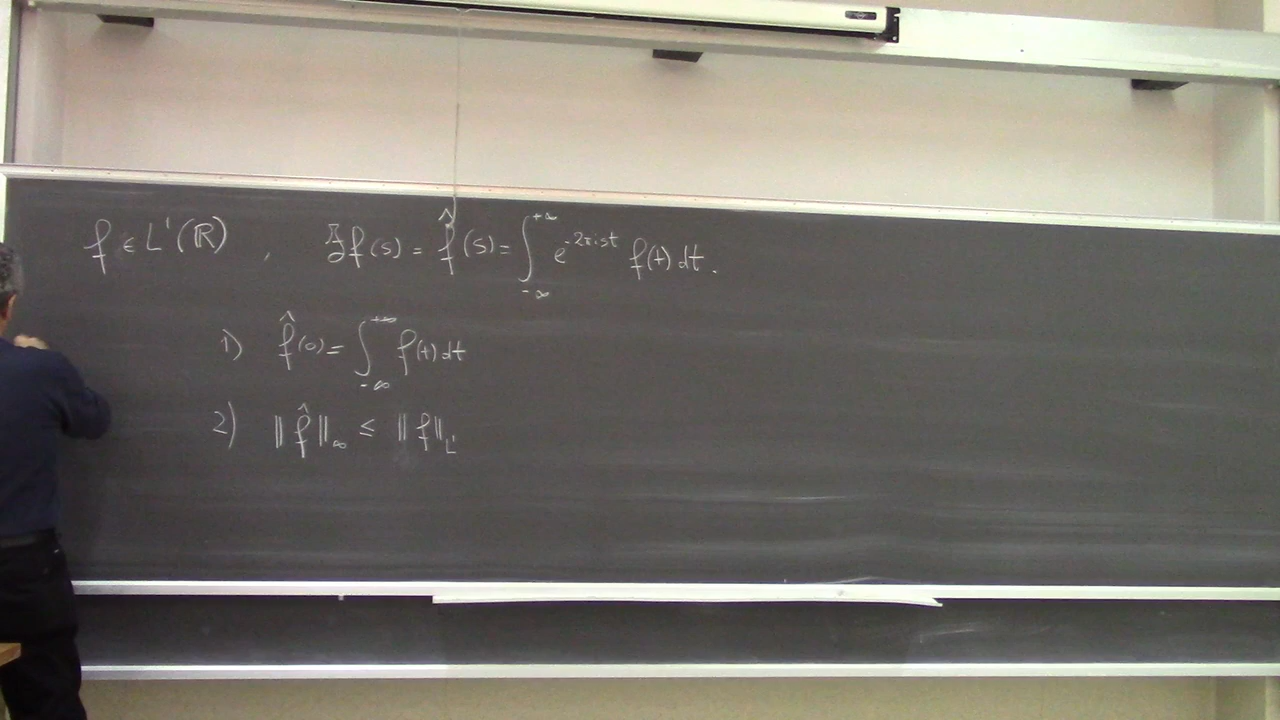 f ∈ L¹(ℝ) , ℱf(s) = f̂(s) = ∫_{-∞}^{+∞} e^{-2πist} f(t) dt.
1) f̂(0) = ∫_{-∞}^{+∞} f(t) dt
2) ‖f̂‖_∞ ≤ ‖f‖_{L¹}